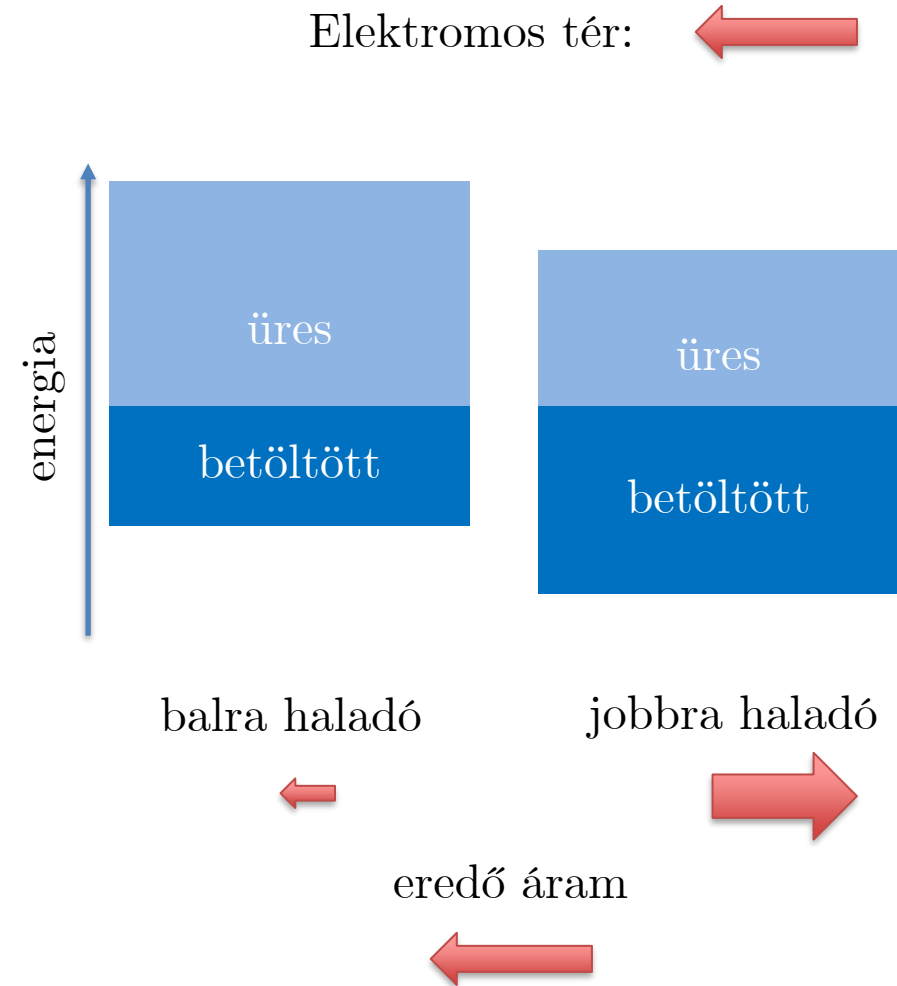 Elektromos tér:
energia
üres
betöltött
üres
betöltött
balra haladó
jobbra haladó
eredő áram